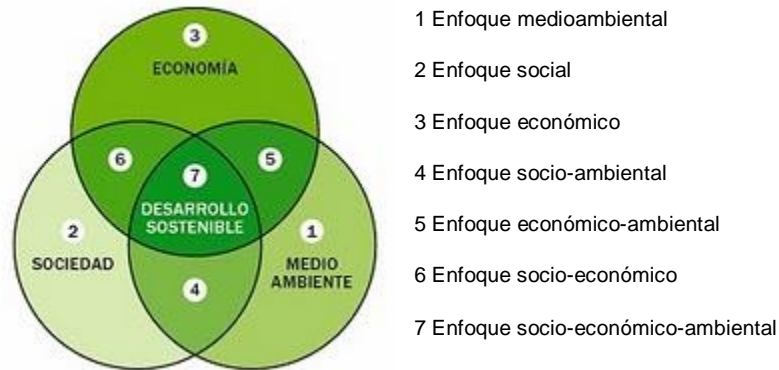 3
ECONOMÍA
6
5
7
DESARROLLO
SOSTENIBLE
2
SOCIEDAD
1
MEDIO
AMBIENTE
4
1 Enfoque medioambiental
2 Enfoque social
3 Enfoque económico
4 Enfoque socio-ambiental
5 Enfoque económico-ambiental
6 Enfoque socio-económico
7 Enfoque socio-económico-ambiental